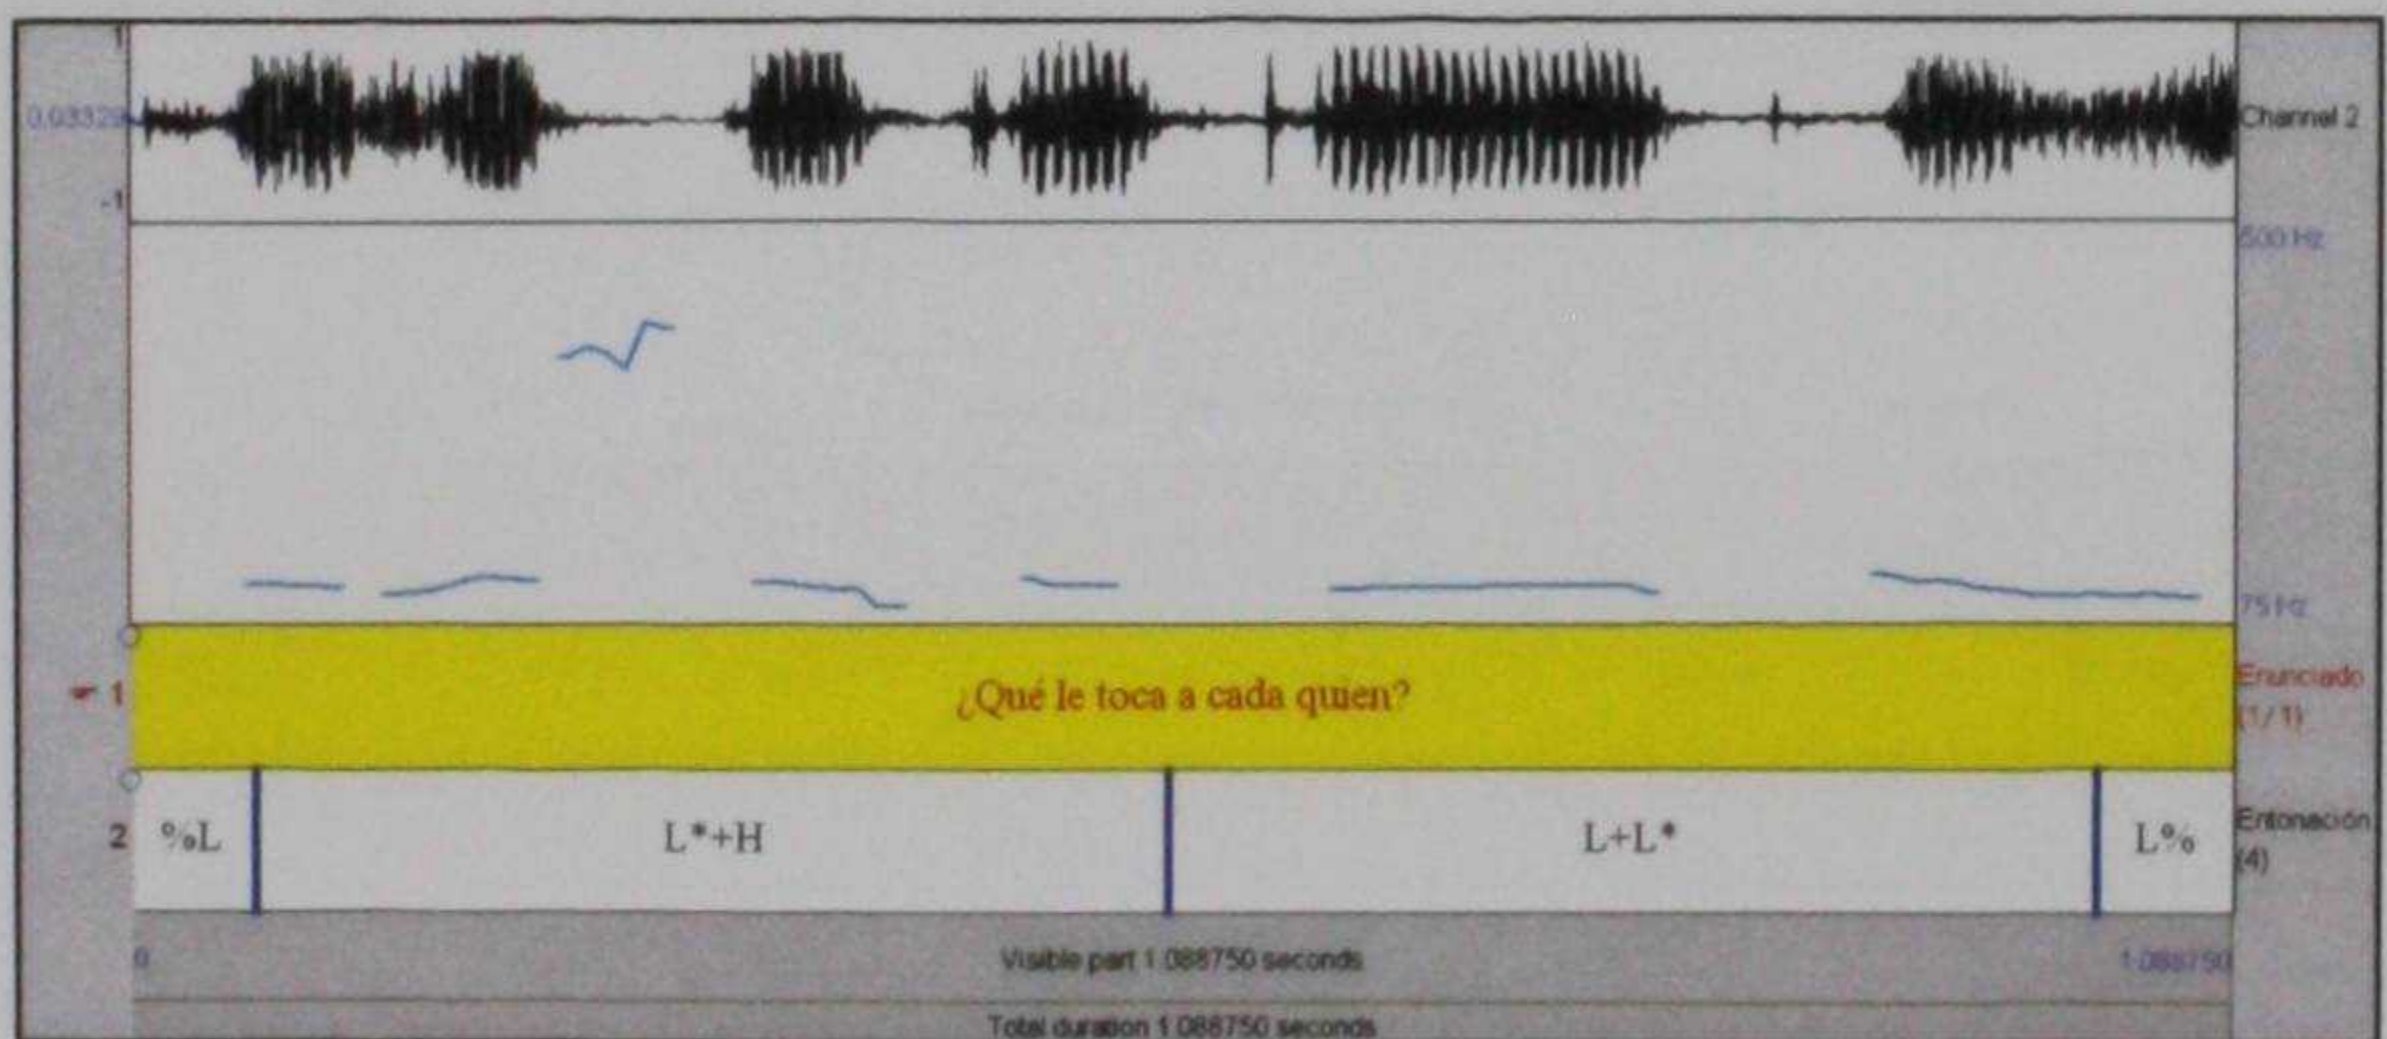 1
0.03329
Channel 2
-1
500 Hz
75 Hz
1
¿Qué le toca a cada quien?
Enunciado
(1/1)
2
%L
L*+H
L+L*
L%
Entonación
(4)
0
Visible part 1.088750 seconds
1.088750
Total duration 1.088750 seconds